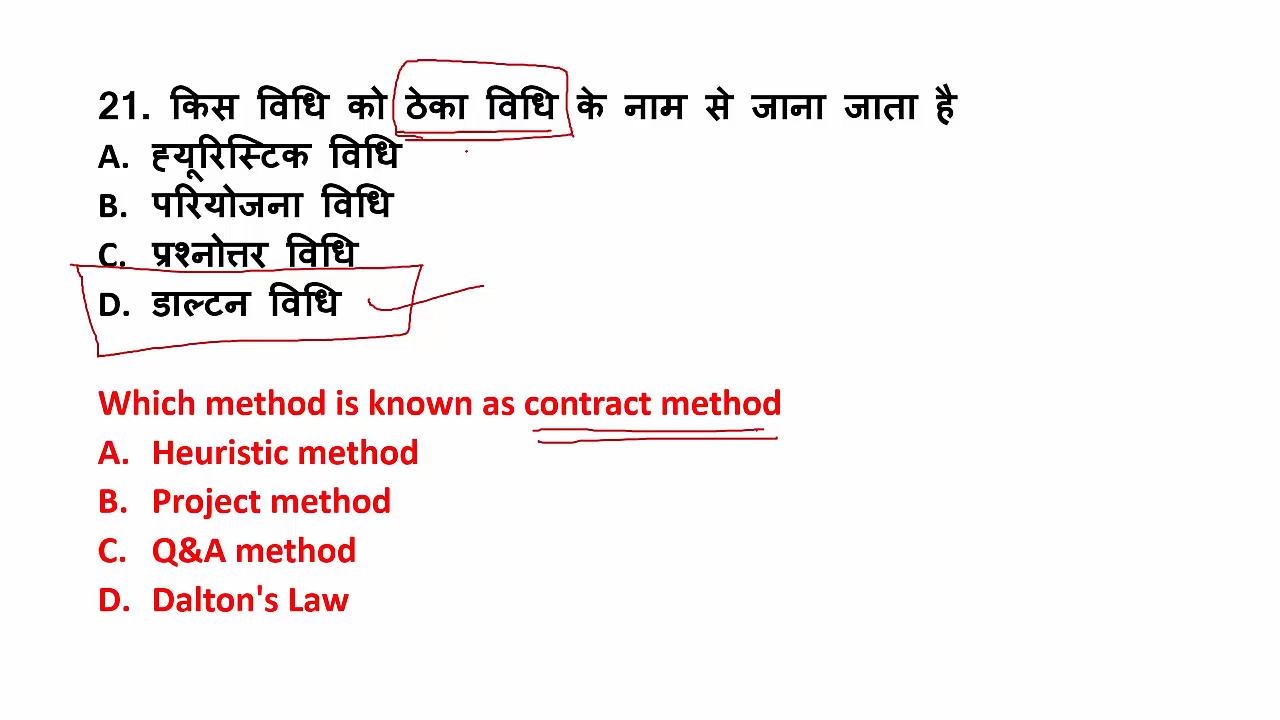 21. किस विधि को ठेका विधि के नाम से जाना जाता है
A. ह्यूरिस्टिक विधि
B. परियोजना विधि
C. प्रश्नोत्तर विधि
D. डाल्टन विधि
Which method is known as contract method
A. Heuristic method
B. Project method
C. Q&A method
D. Dalton's Law